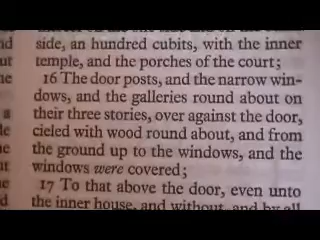 side, an hundred cubits, with the inner
temple, and the porches of the court;
16 The door posts, and the narrow win-
dows, and the galleries round about on
their three stories, over against the door,
cieled with wood round about, and from
the ground up to the windows, and the
windows were covered;
17 To that above the door, even unto
the inner house, and without, and by all